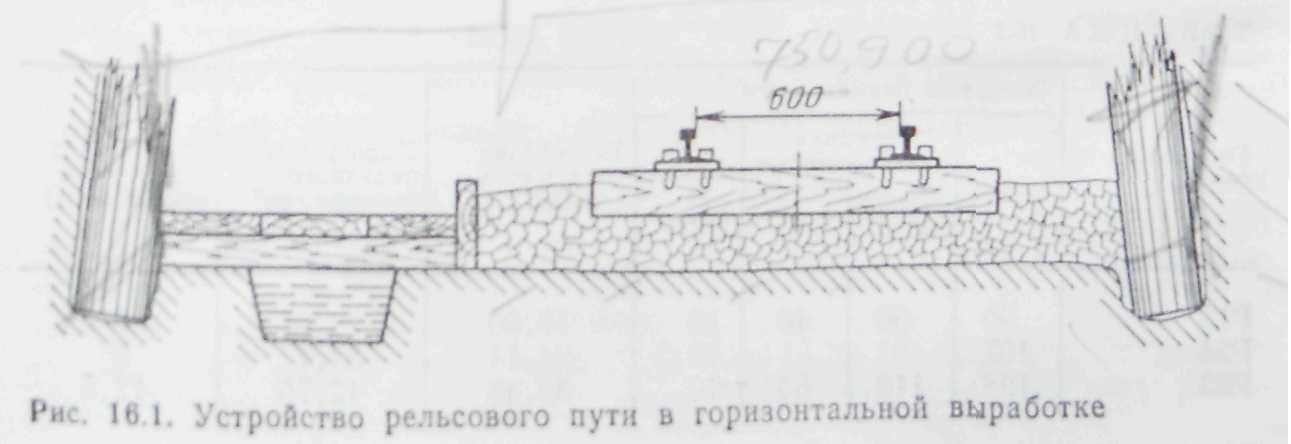 750,900
600
Рис. 16.1. Устройство рельсового пути в горизонтальной выработке